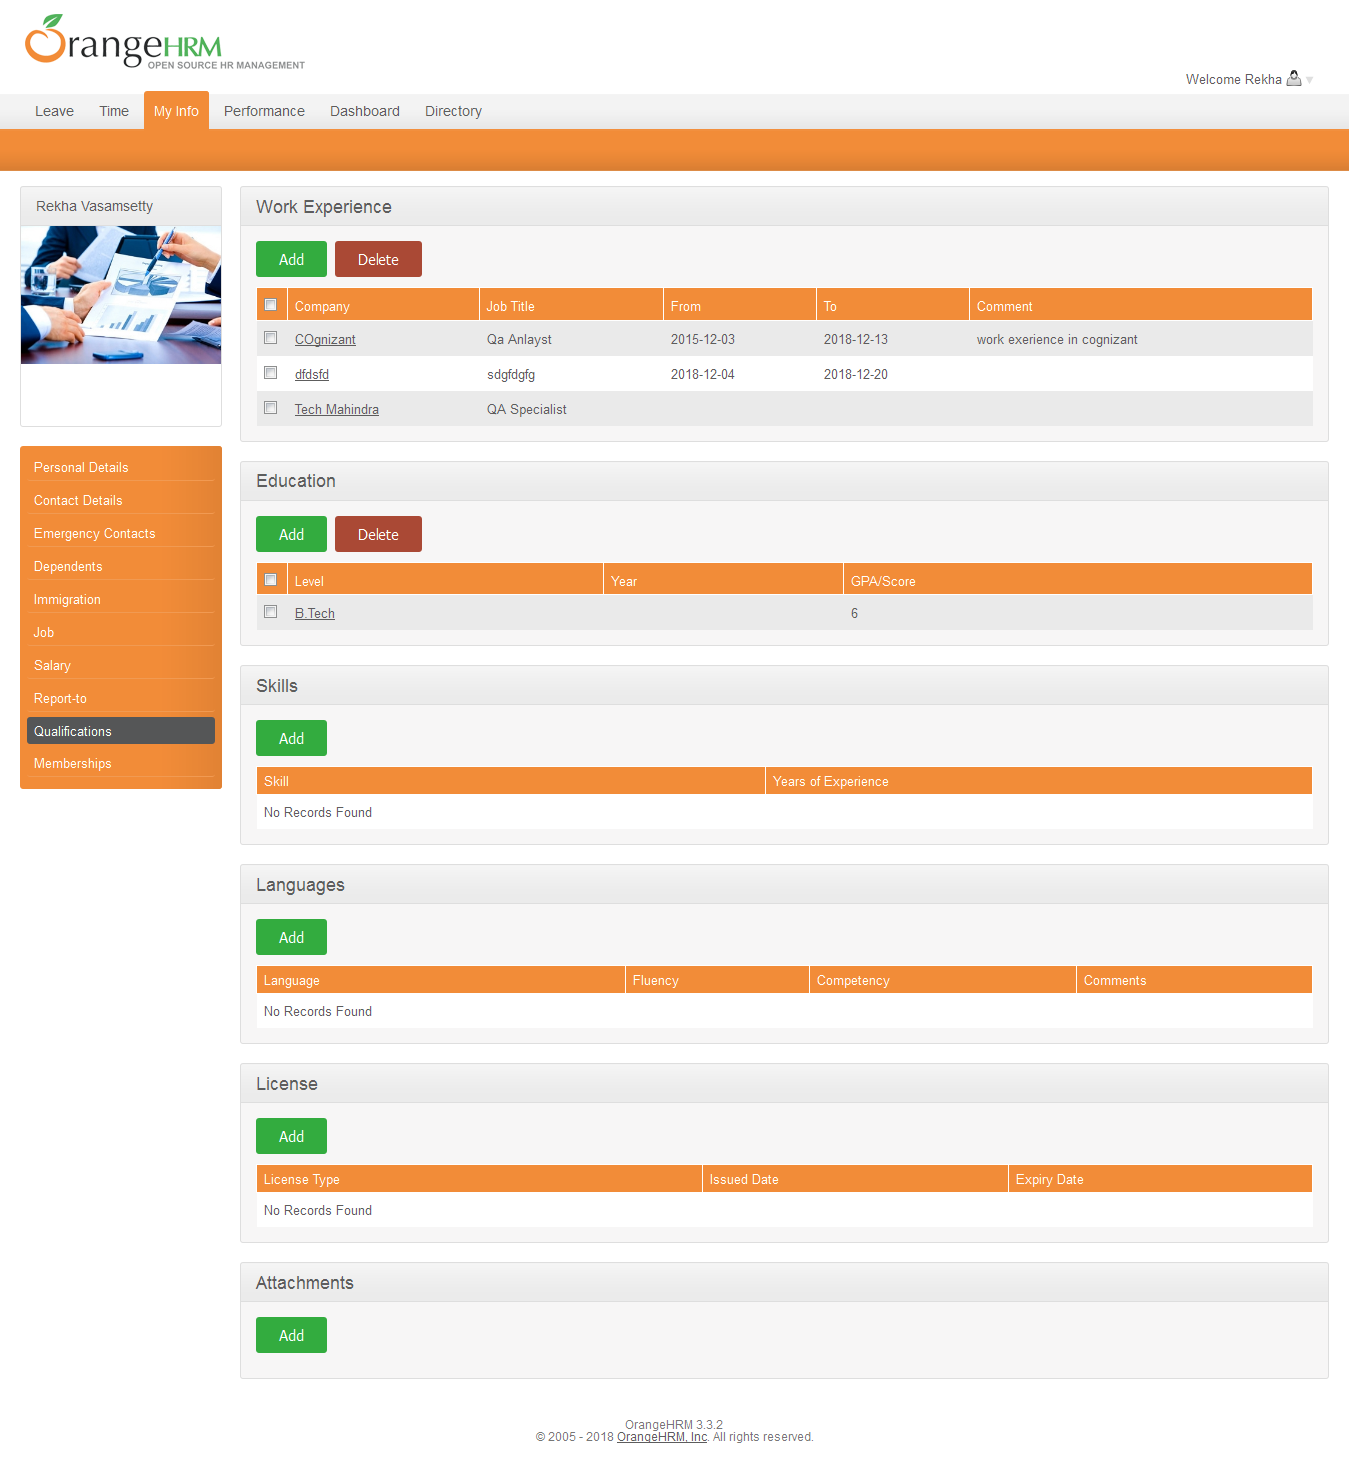 OrangeHRM
OPEN SOURCE HR MANAGEMENT
Welcome Rekha
Leave Time My Info Performance Dashboard Directory
Rekha Vasamsetty
Personal Details
Contact Details
Emergency Contacts
Dependents
Immigration
Job
Salary
Report-to
Qualifications
Memberships
Work Experience
Add Delete
Company Job Title From To Comment
COgnizant Qa Anlayst 2015-12-03 2018-12-13 work exerience in cognizant
dfdsfd sdgfdgfg 2018-12-04 2018-12-20
Tech Mahindra QA Specialist
Education
Add Delete
Level Year GPA/Score
B.Tech 6
Skills
Add
Skill Years of Experience
No Records Found
Languages
Add
Language Fluency Competency Comments
No Records Found
License
Add
License Type Issued Date Expiry Date
No Records Found
Attachments
Add
OrangeHRM 3.3.2
© 2005 - 2018 OrangeHRM, Inc. All rights reserved.